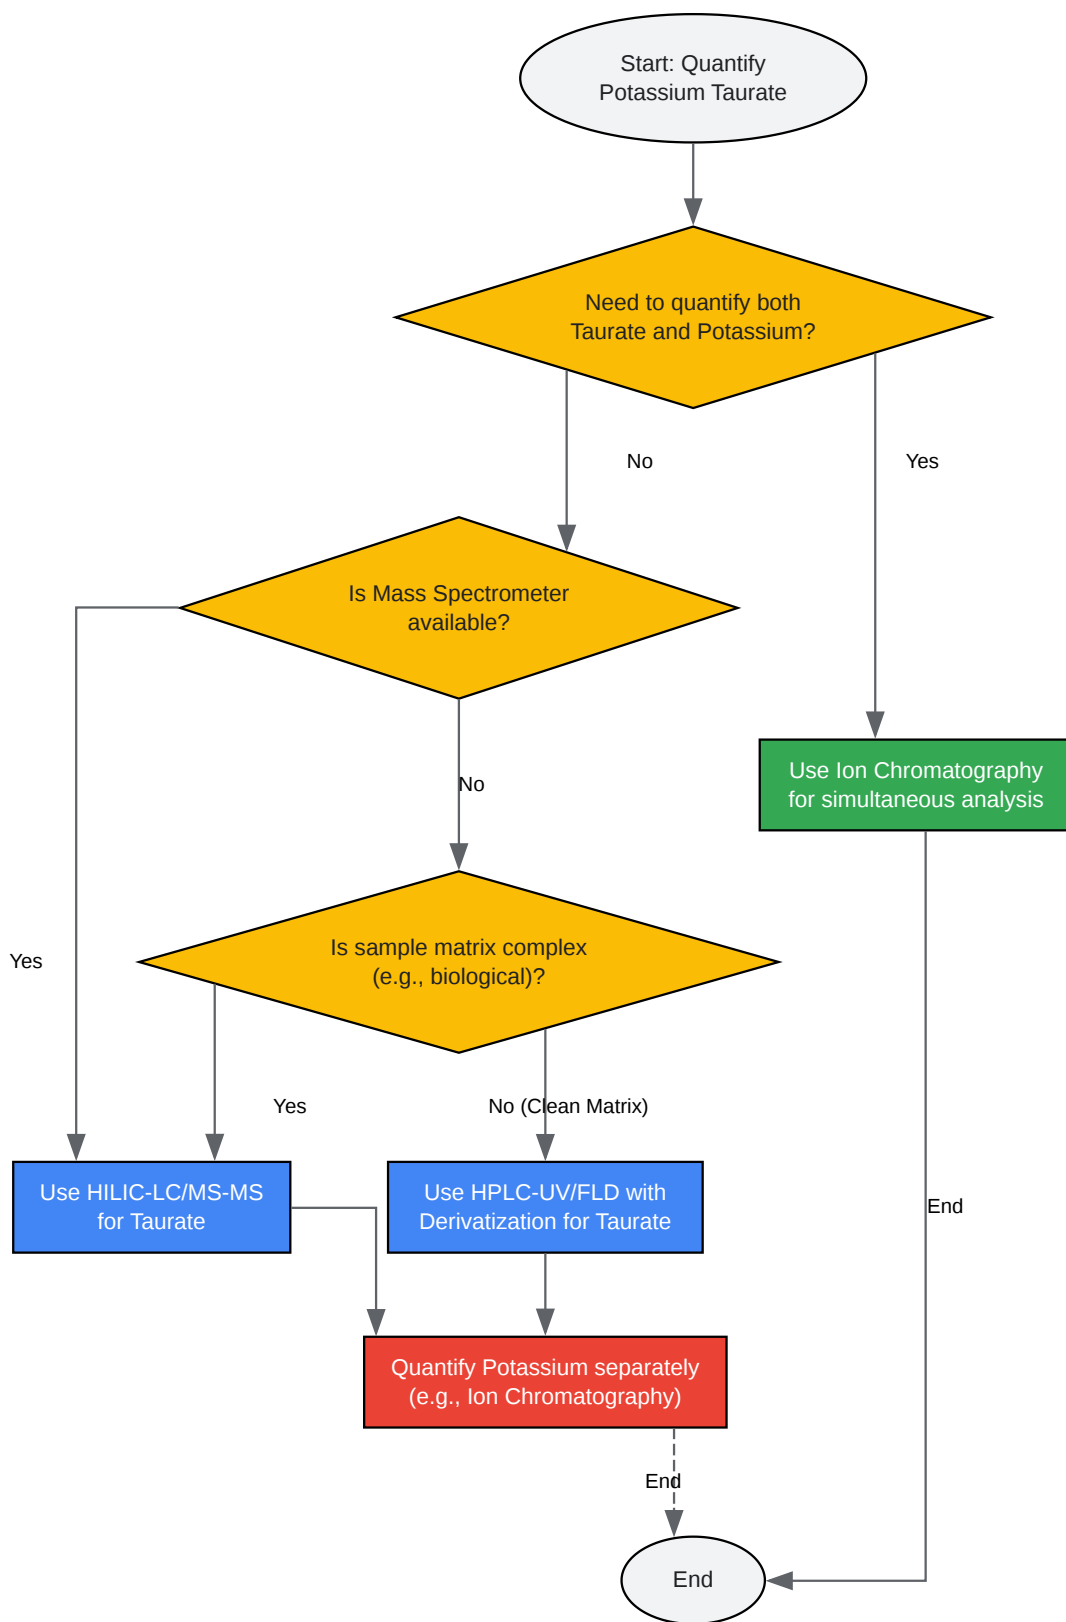 Start: Quantify
Potassium Taurate
Need to quantify both
Taurate and Potassium?
No
Yes
Is Mass Spectrometer
available?
Use Ion Chromatography
for simultaneous analysis
No
Is sample matrix complex
(e.g., biological)?
Yes
Yes
No (Clean Matrix)
Use HILIC-LC/MS-MS
for Taurate
Use HPLC-UV/FLD with
Derivatization for Taurate
End
Quantify Potassium separately
(e.g., Ion Chromatography)
End
End